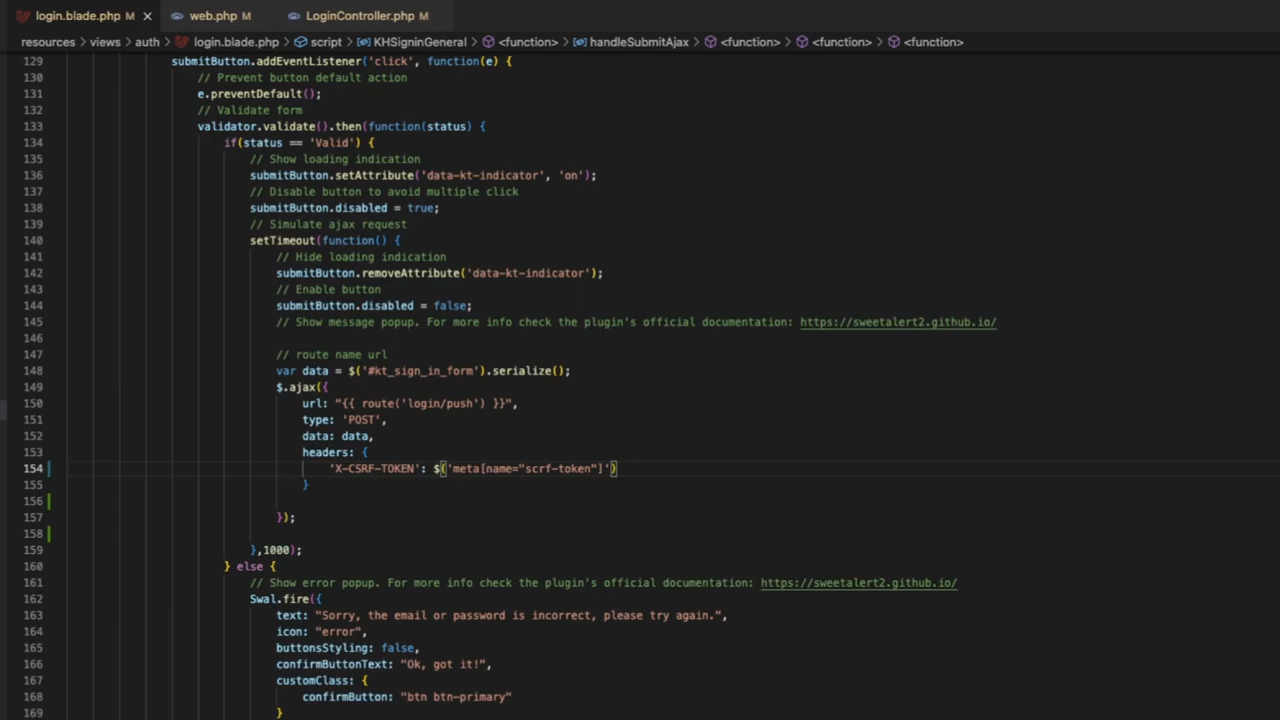 login.blade.php M ×
web.php M
LoginController.php M
resources > views > auth > login.blade.php > script > KHSigninGeneral > <function> > handleSubmitAjax > <function> > <function> > <function>
129 submitButton.addEventListener('click', function(e) {
130 // Prevent button default action
131 e.preventDefault();
132 // Validate form
133 validator.validate().then(function(status) {
134 if(status == 'Valid') {
135 // Show loading indication
136 submitButton.setAttribute('data-kt-indicator', 'on');
137 // Disable button to avoid multiple click
138 submitButton.disabled = true;
139 // Simulate ajax request
140 setTimeout(function() {
141 // Hide loading indication
142 submitButton.removeAttribute('data-kt-indicator');
143 // Enable button
144 submitButton.disabled = false;
145 // Show message popup. For more info check the plugin's official documentation: https://sweetalert2.github.io/
146
147 // route name url
148 var data = $('#kt_sign_in_form').serialize();
149 $.ajax({
150 url: "{{ route('login/push') }}",
151 type: 'POST',
152 data: data,
153 headers: {
154 'X-CSRF-TOKEN': $('meta[name="scrf-token"]')
155 }
156
157 });
158
159 },1000);
160 } else {
161 // Show error popup. For more info check the plugin's official documentation: https://sweetalert2.github.io/
162 Swal.fire({
163 text: "Sorry, the email or password is incorrect, please try again.",
164 icon: "error",
165 buttonsStyling: false,
166 confirmButtonText: "Ok, got it!",
167 customClass: {
168 confirmButton: "btn btn-primary"
169 }